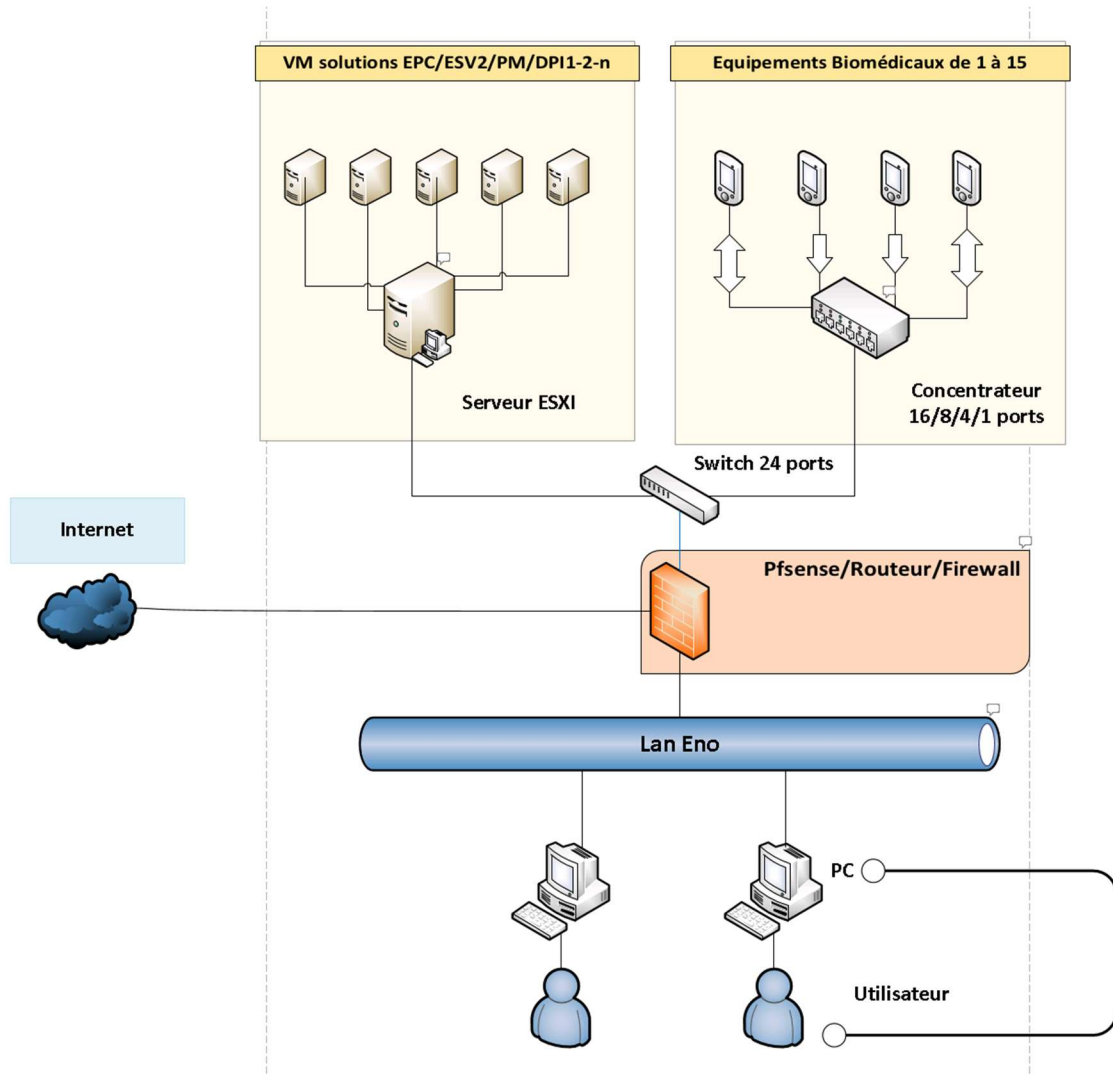 VM solutions EPC/ESV2/PM/DPI1-2-n
Equipements Biomédicaux de 1 à 15
Serveur ESXI
Concentrateur
16/8/4/1 ports
Switch 24 ports
Internet
Pfsense/Routeur/Firewall
Lan Eno
PC
Utilisateur